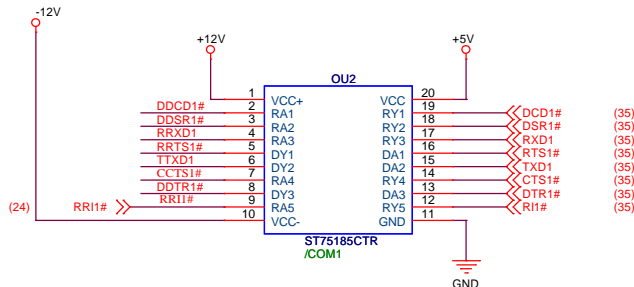 -12V
+12V
+5V
OU2
1 VCC+ VCC 20
DDCD1# 2 RA1 RY1 19 DCD1# (35)
DDSR1# 3 RA2 RY2 18 DSR1# (35)
RRXD1 4 RA3 RY3 17 RXD1 (35)
RRTS1# 5 DY1 DA1 16 RTS1# (35)
TTXD1 6 DY2 DA2 15 TXD1 (35)
CCTS1# 7 RA4 RY4 14 CTS1# (35)
DDTR1# 8 DY3 DA3 13 DTR1# (35)
(24) RRI1# RRI1# 9 RA5 RY5 12 RI1# (35)
10 VCC- GND 11
ST75185CTR
/COM1
GND